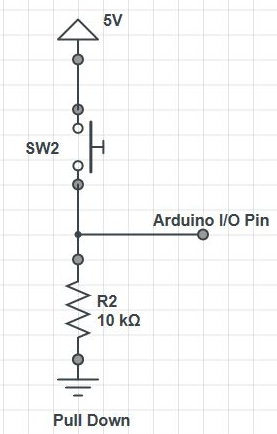 5V
SW2
Arduino I/O Pin
R2
10 kΩ
Pull Down